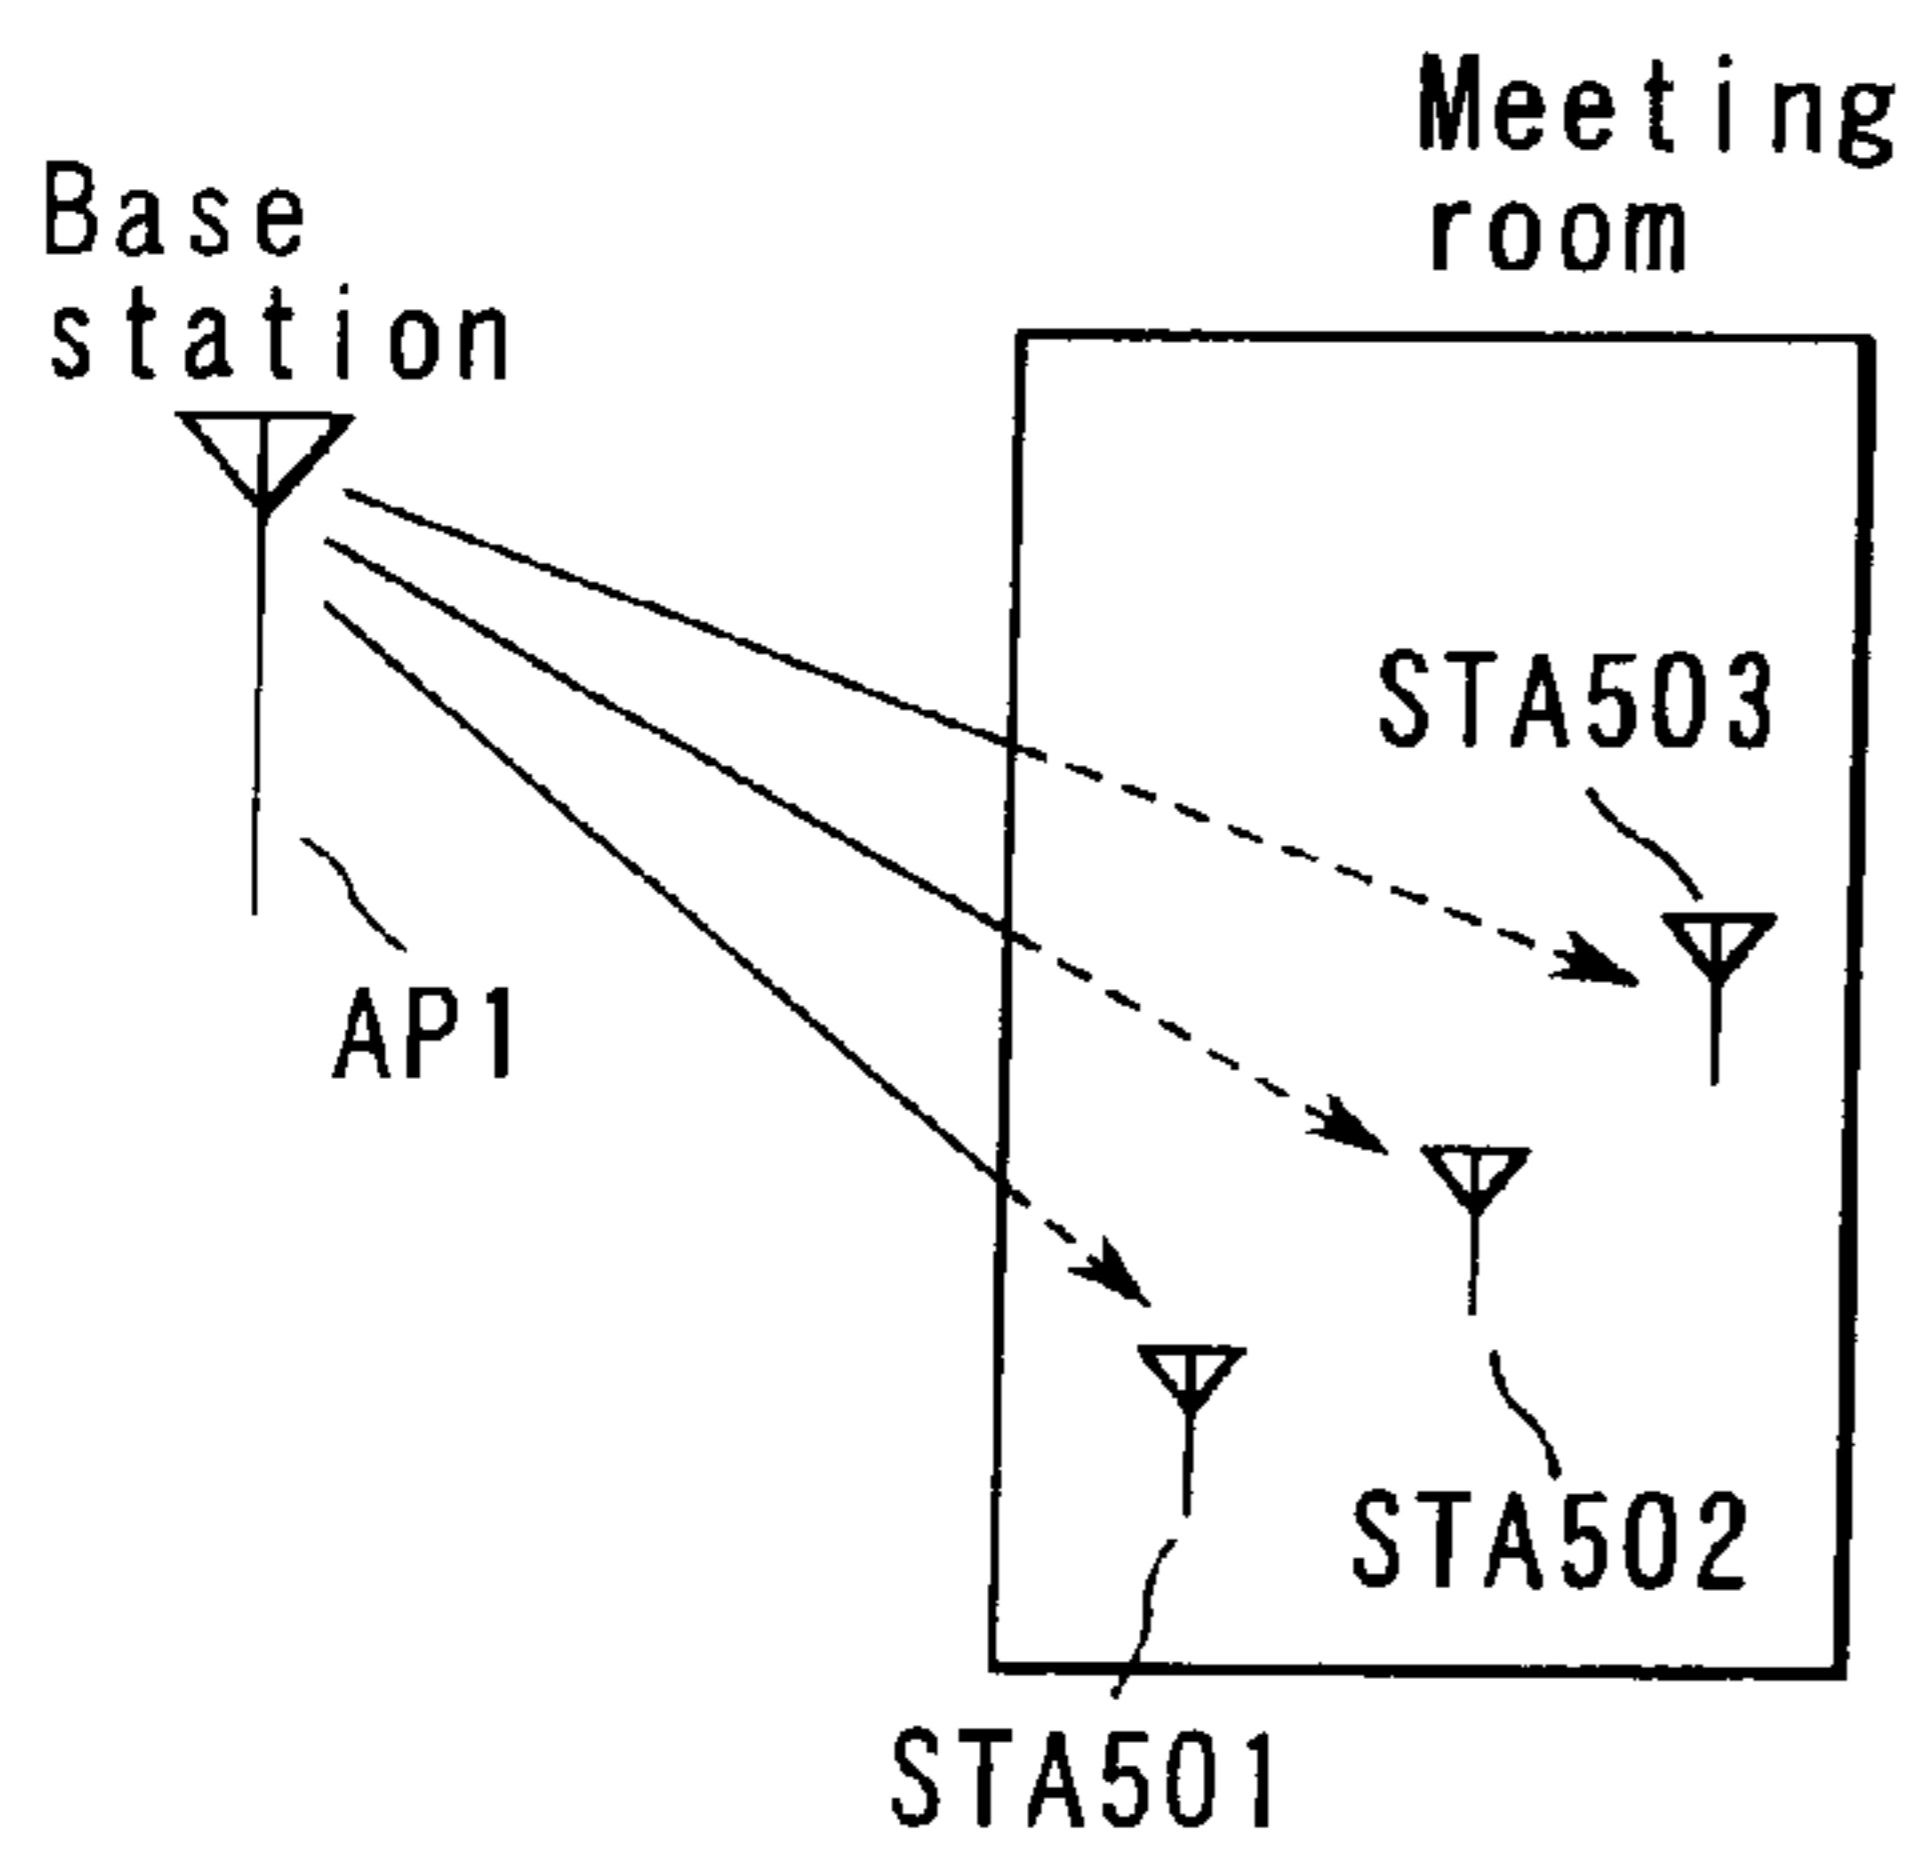 Meeting
room
Base
station
STA503
AP1
STA502
STA501